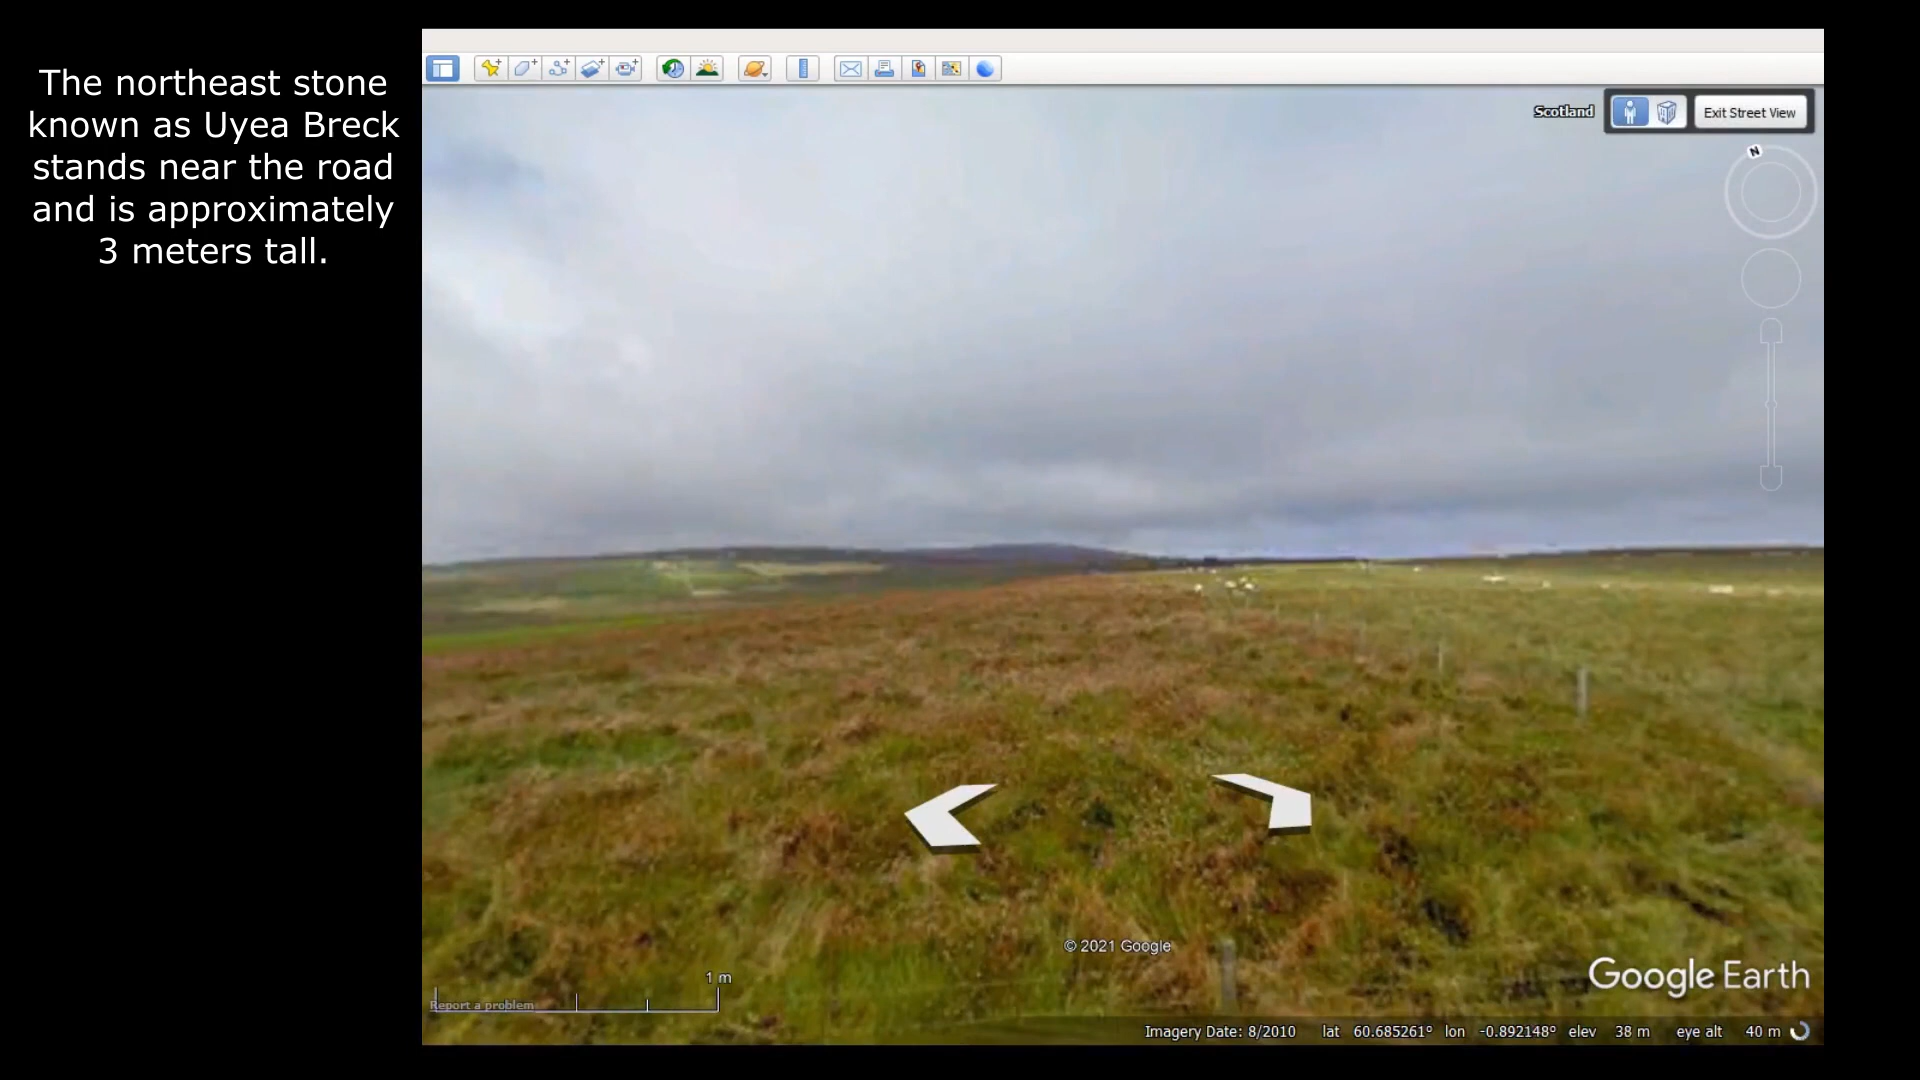 The northeast stone
known as Uyea Breck
stands near the road
and is approximately
3 meters tall.
Scotland
Exit Street View
N
© 2021 Google
1 m
Report a problem
Google Earth
Imagery Date: 8/2010 lat 60.685261° lon -0.892148° elev 38 m eye alt 40 m